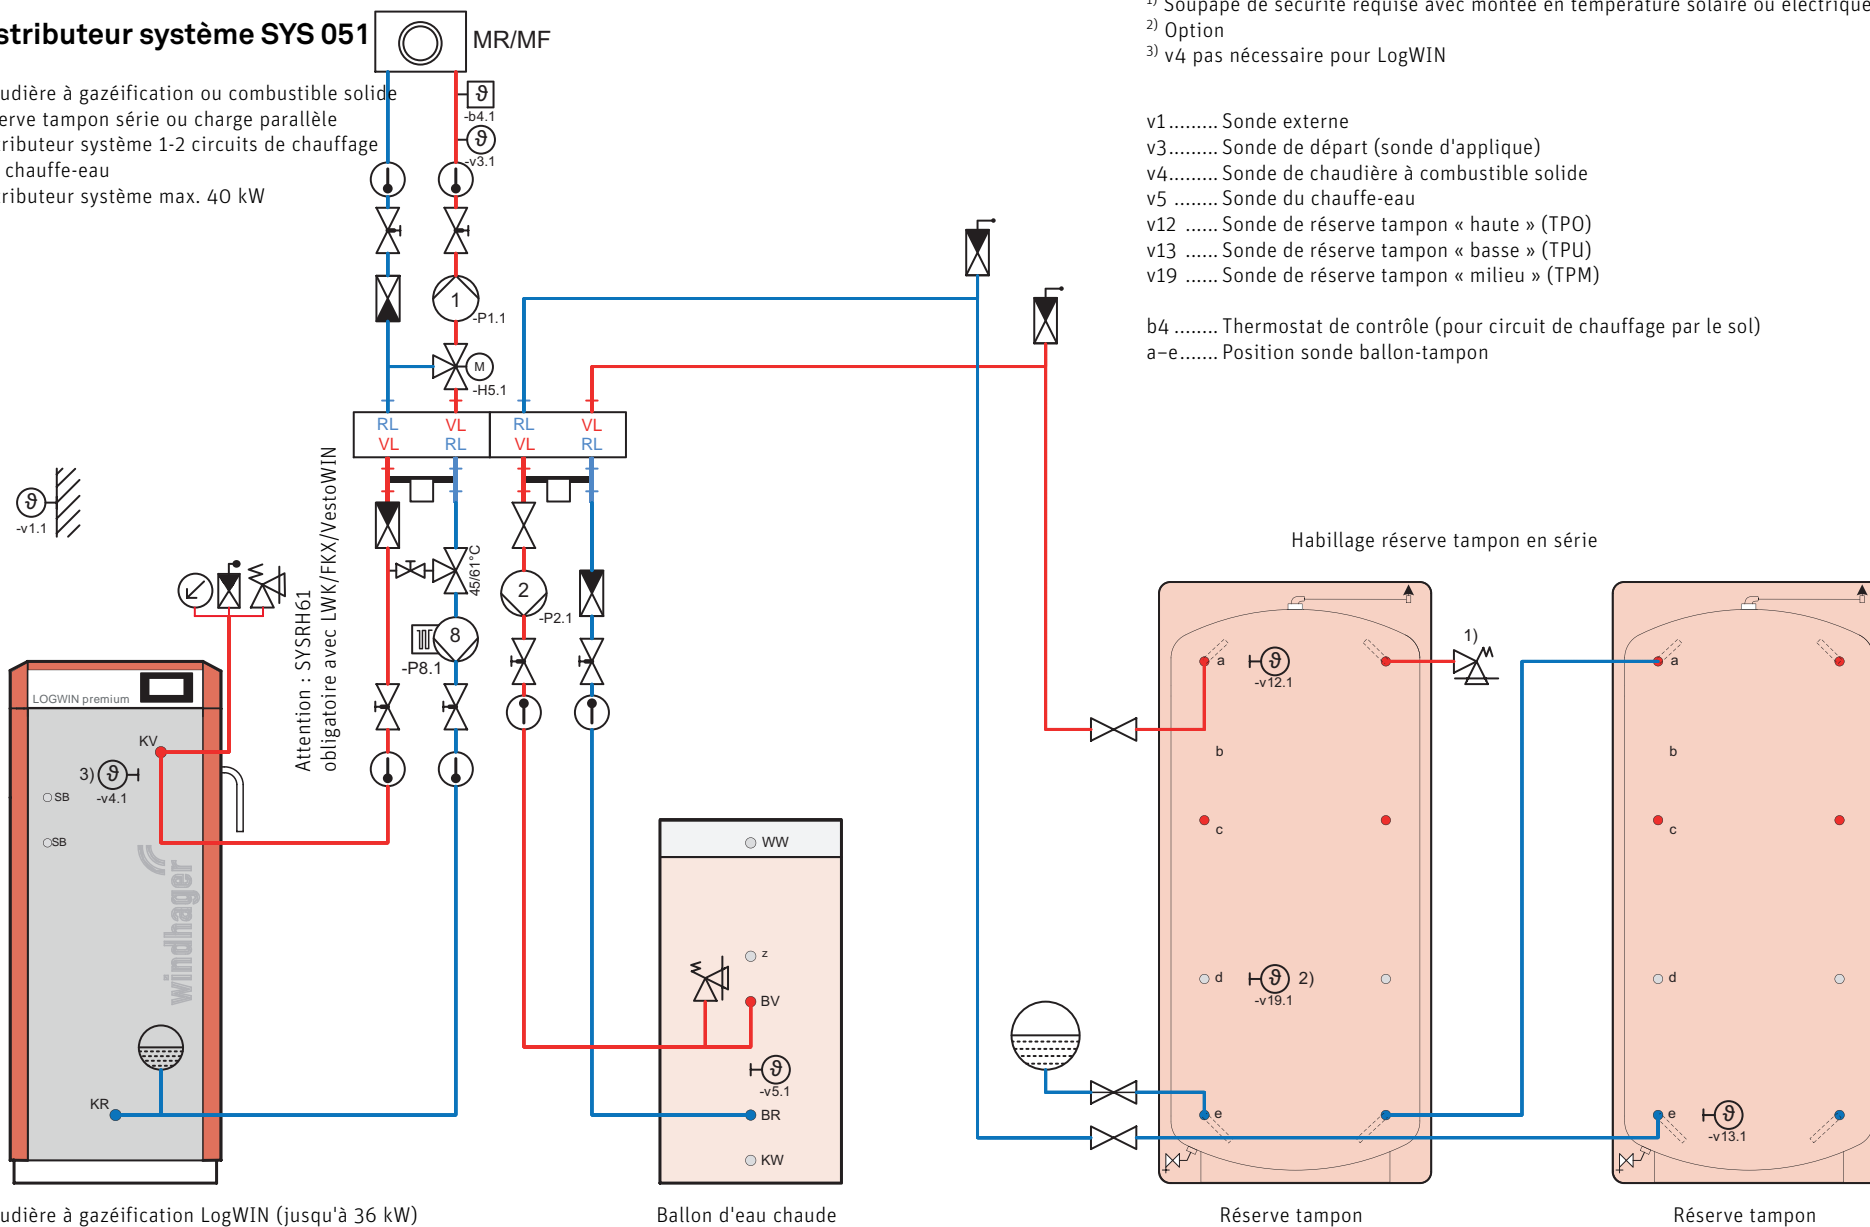 stributeur système SYS 051
MR/MF
udière à gazéification ou combustible solide
erve tampon série ou charge parallèle
tributeur système 1-2 circuits de chauffage
chauffe-eau
tributeur système max. 40 kW
1) Soupape de sécurité requise avec montée en température solaire ou électrique
2) Option
3) v4 pas nécessaire pour LogWIN
v1 ......... Sonde externe
v3 ......... Sonde de départ (sonde d'applique)
v4 ......... Sonde de chaudière à combustible solide
v5 ........ Sonde du chauffe-eau
v12 ...... Sonde de réserve tampon « haute » (TPO)
v13 ...... Sonde de réserve tampon « basse » (TPU)
v19 ...... Sonde de réserve tampon « milieu » (TPM)
b4 ........ Thermostat de contrôle (pour circuit de chauffage par le sol)
a–e ....... Position sonde ballon-tampon
ϑ
-b4.1
ϑ
-v3.1
1
-P1.1
M
-H5.1
RL VL RL VL
VL RL VL RL
ϑ
-v1.1
Attention : SYSRH61
obligatoire avec LWK/FKX/VestoWIN
45/61°C
8
-P8.1
2
-P2.1
LOGWIN premium
KV
3) ϑ
-v4.1
SB
SB
windhager
KR
WW
z
BV
ϑ
-v5.1
BR
KW
Habillage réserve tampon en série
a
ϑ
-v12.1
1)
b
c
d
ϑ 2)
-v19.1
e
a
b
c
d
e
ϑ
-v13.1
udière à gazéification LogWIN (jusqu'à 36 kW)
Ballon d'eau chaude
Réserve tampon
Réserve tampon